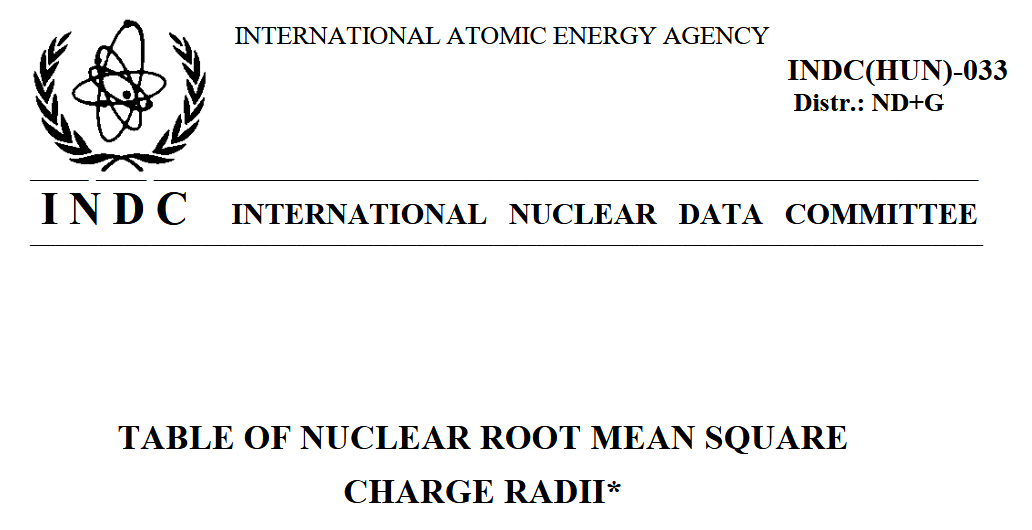 INTERNATIONAL ATOMIC ENERGY AGENCY
INDC(HUN)-033
Distr.: ND+G
I N D C INTERNATIONAL NUCLEAR DATA COMMITTEE
TABLE OF NUCLEAR ROOT MEAN SQUARE
CHARGE RADII*